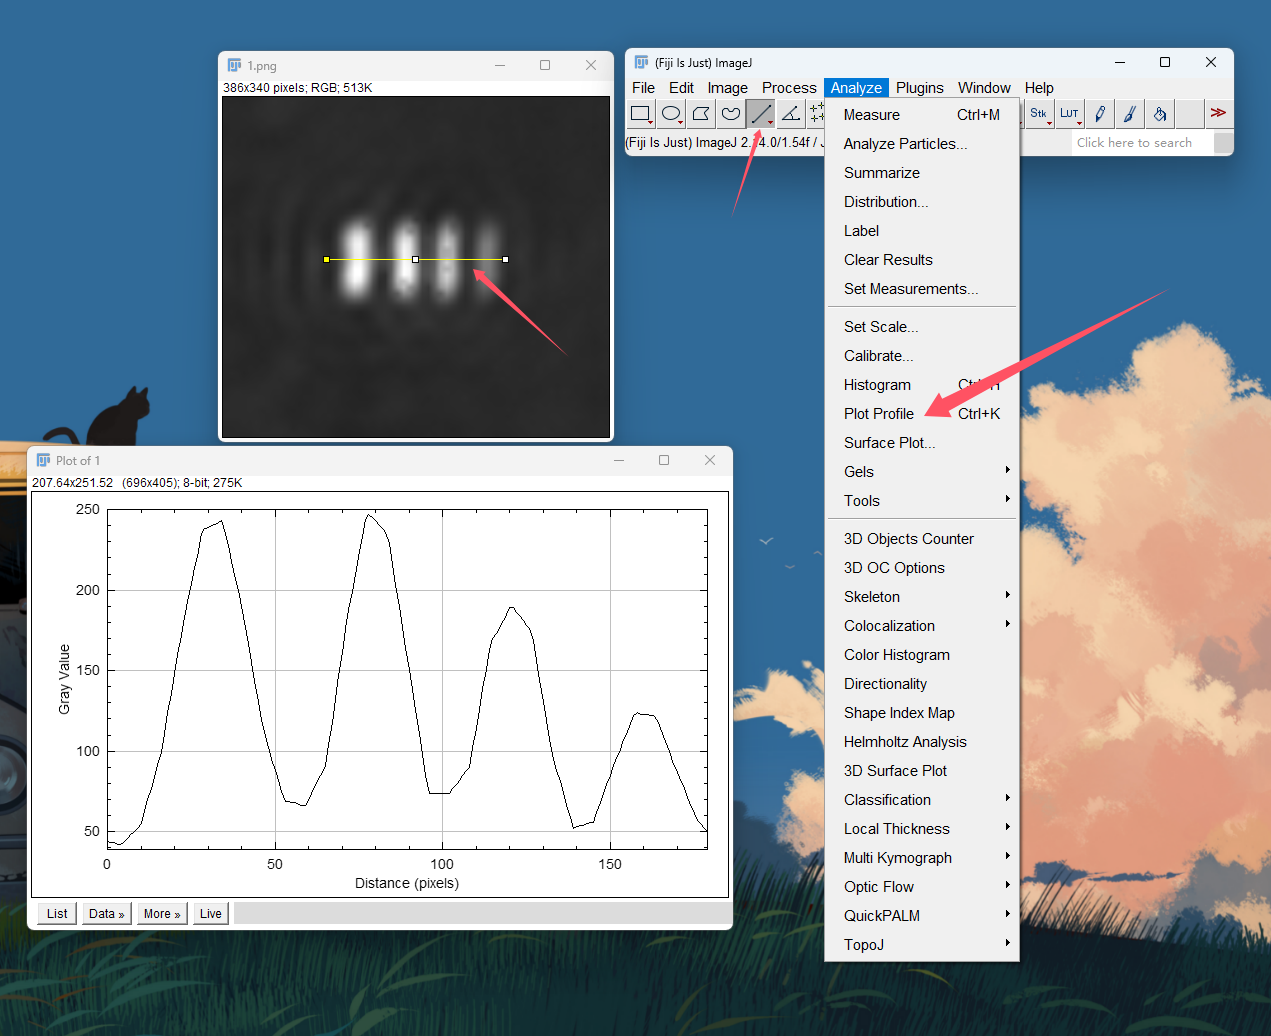 1.png
386x340 pixels; RGB; 513K
(Fiji Is Just) ImageJ
File Edit Image Process Analyze Plugins Window Help
Stk LUT
(Fiji Is Just) ImageJ 2.14.0/1.54f /
Click here to search
Measure Ctrl+M
Analyze Particles...
Summarize
Distribution...
Label
Clear Results
Set Measurements...
Set Scale...
Calibrate...
Histogram Ctrl+H
Plot Profile Ctrl+K
Surface Plot...
Gels
Tools
3D Objects Counter
3D OC Options
Skeleton
Colocalization
Color Histogram
Directionality
Shape Index Map
Helmholtz Analysis
3D Surface Plot
Classification
Local Thickness
Multi Kymograph
Optic Flow
QuickPALM
TopoJ
Plot of 1
207.64x251.52 (696x405); 8-bit; 275K
250
200
150
100
50
Gray Value
0 50 100 150
Distance (pixels)
List Data » More » Live